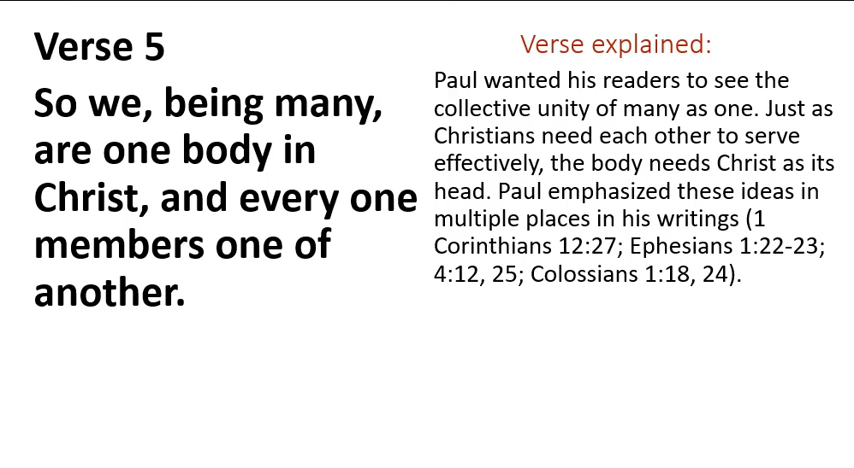 Verse 5
So we, being many,
are one body in
Christ, and every one
members one of
another.
Verse explained:
Paul wanted his readers to see the
collective unity of many as one. Just as
Christians need each other to serve
effectively, the body needs Christ as its
head. Paul emphasized these ideas in
multiple places in his writings (1
Corinthians 12:27; Ephesians 1:22-23;
4:12, 25; Colossians 1:18, 24).